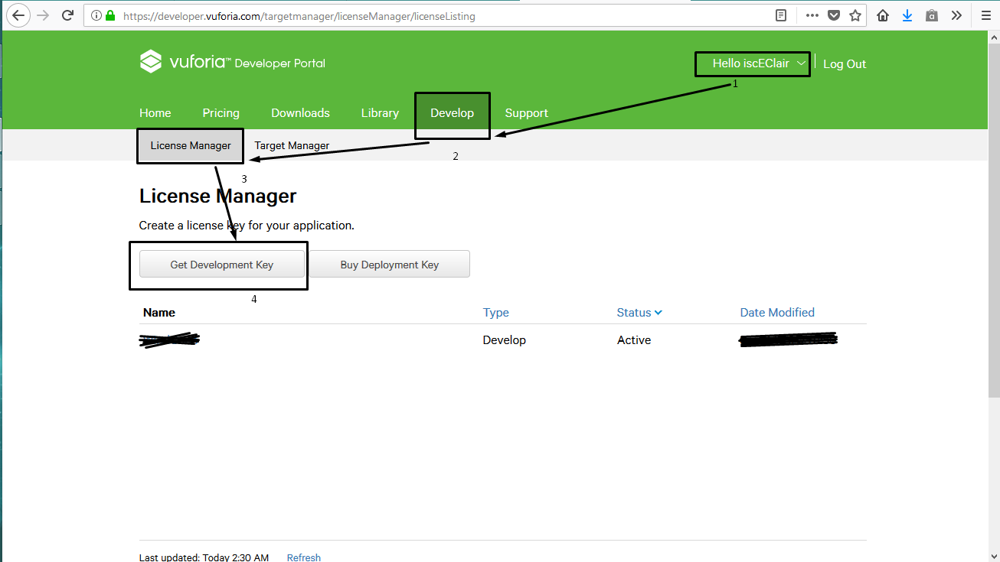 https://developer.vuforia.com/targetmanager/licenseManager/licenseListing
vuforia™ Developer Portal
Hello iscEClair
Log Out
1
Home Pricing Downloads Library Develop Support
License Manager Target Manager
2
3
License Manager
Create a license key for your application.
Get Development Key Buy Deployment Key
4
Name Type Status Date Modified
Develop Active
Last updated: Today 2:30 AM Refresh